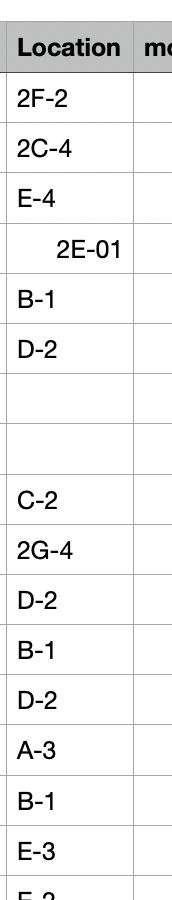 Location
2F-2
2C-4
E-4
2E-01
B-1
D-2
C-2
2G-4
D-2
B-1
D-2
A-3
B-1
E-3